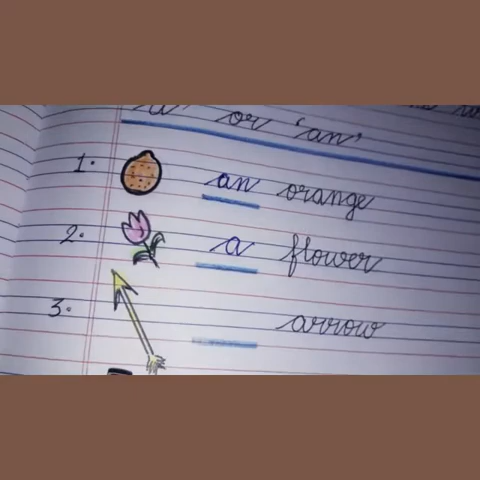 'a' or 'an'
1. an orange
2. a flower
3. arrow